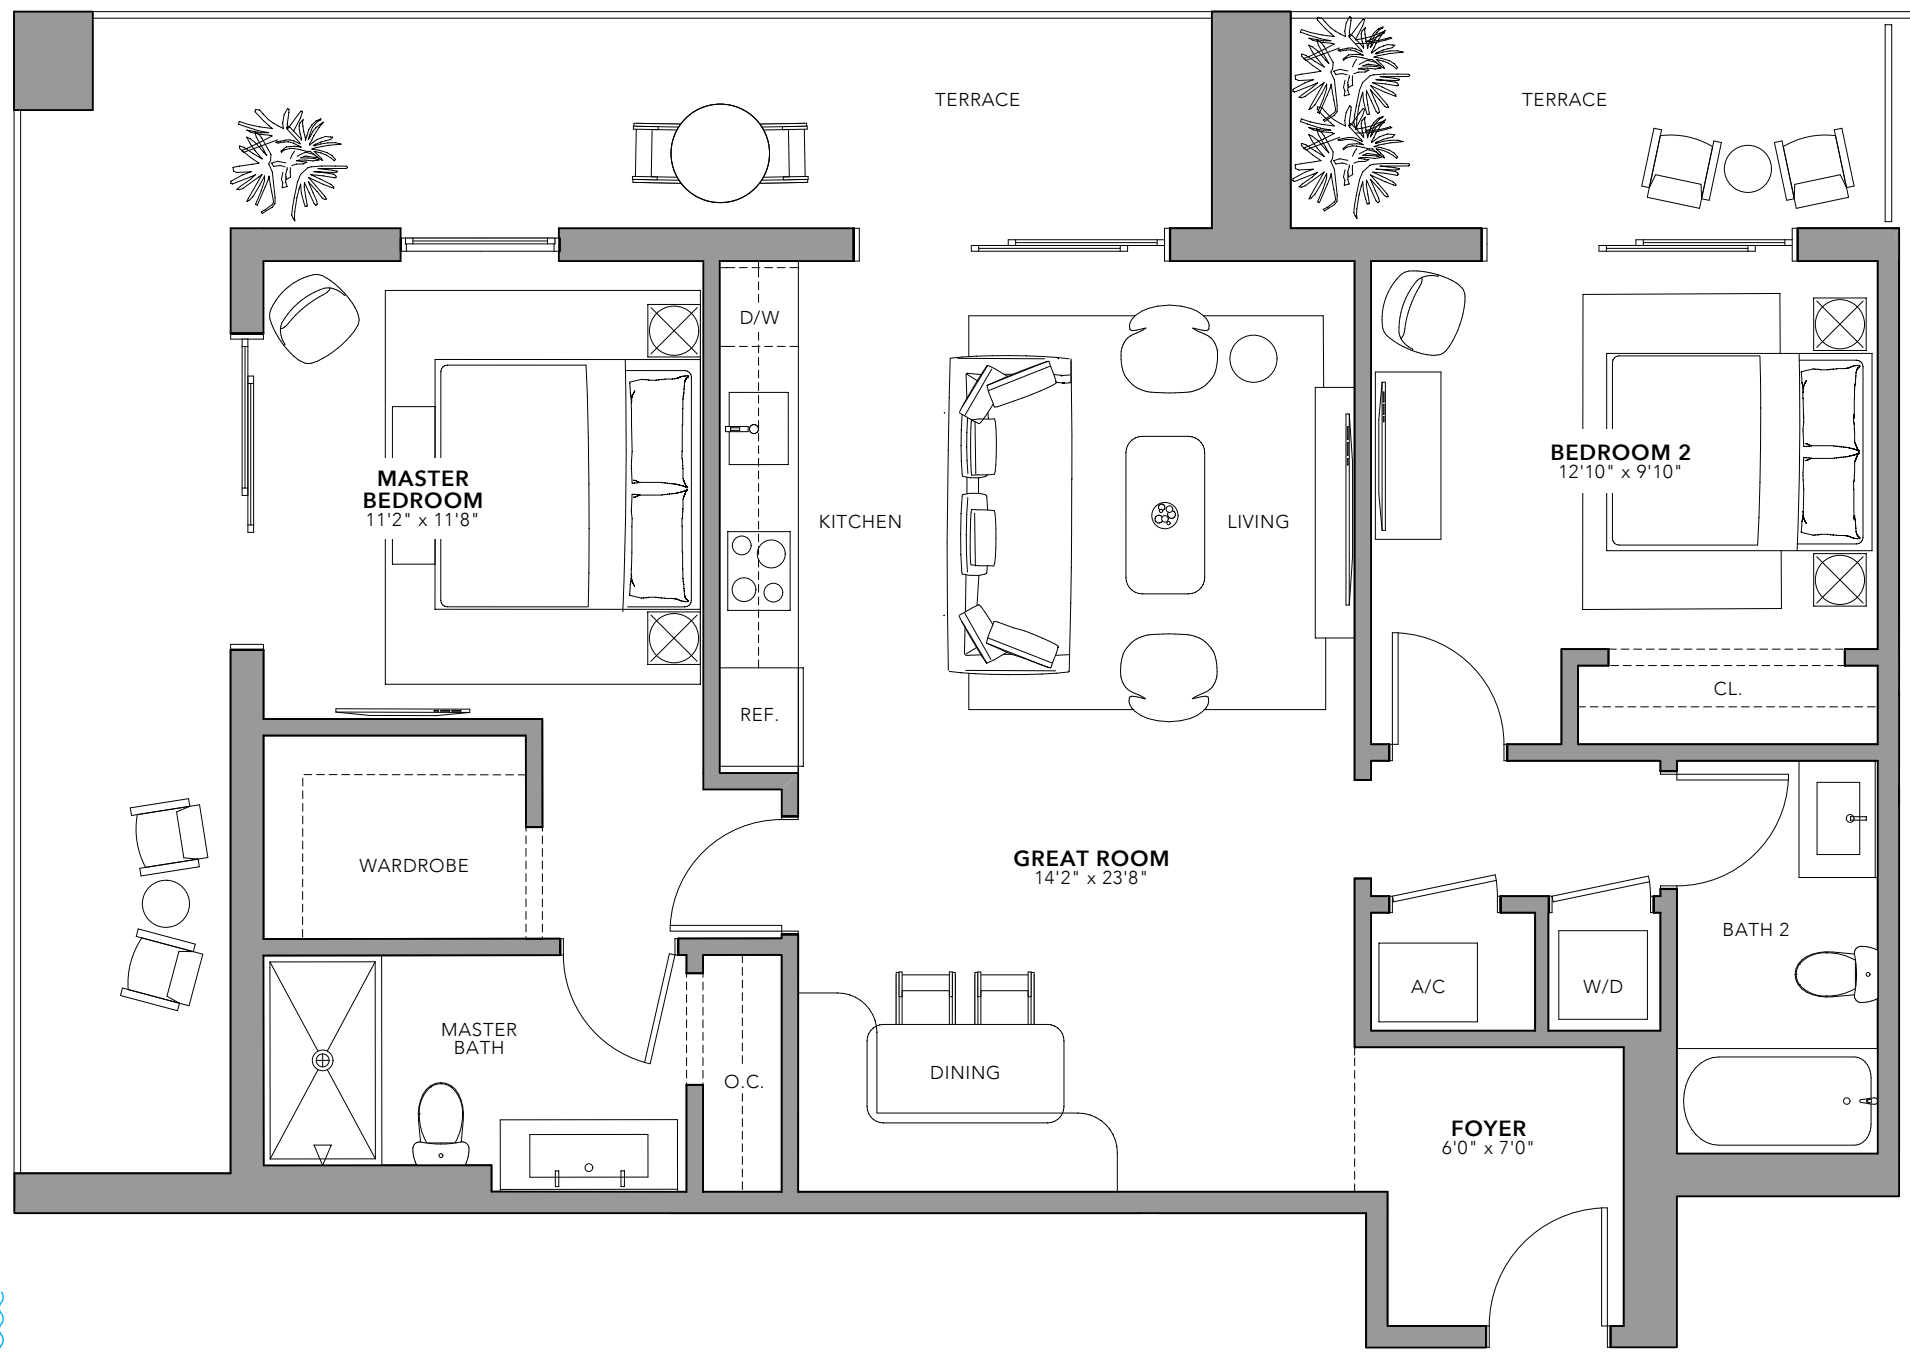 TERRACE
TERRACE
D/W
MASTER
BEDROOM
11'2" x 11'8"
KITCHEN
LIVING
BEDROOM 2
12'10" x 9'10"
REF.
CL.
WARDROBE
GREAT ROOM
14'2" x 23'8"
BATH 2
A/C
W/D
MASTER
BATH
O.C.
DINING
FOYER
6'0" x 7'0"